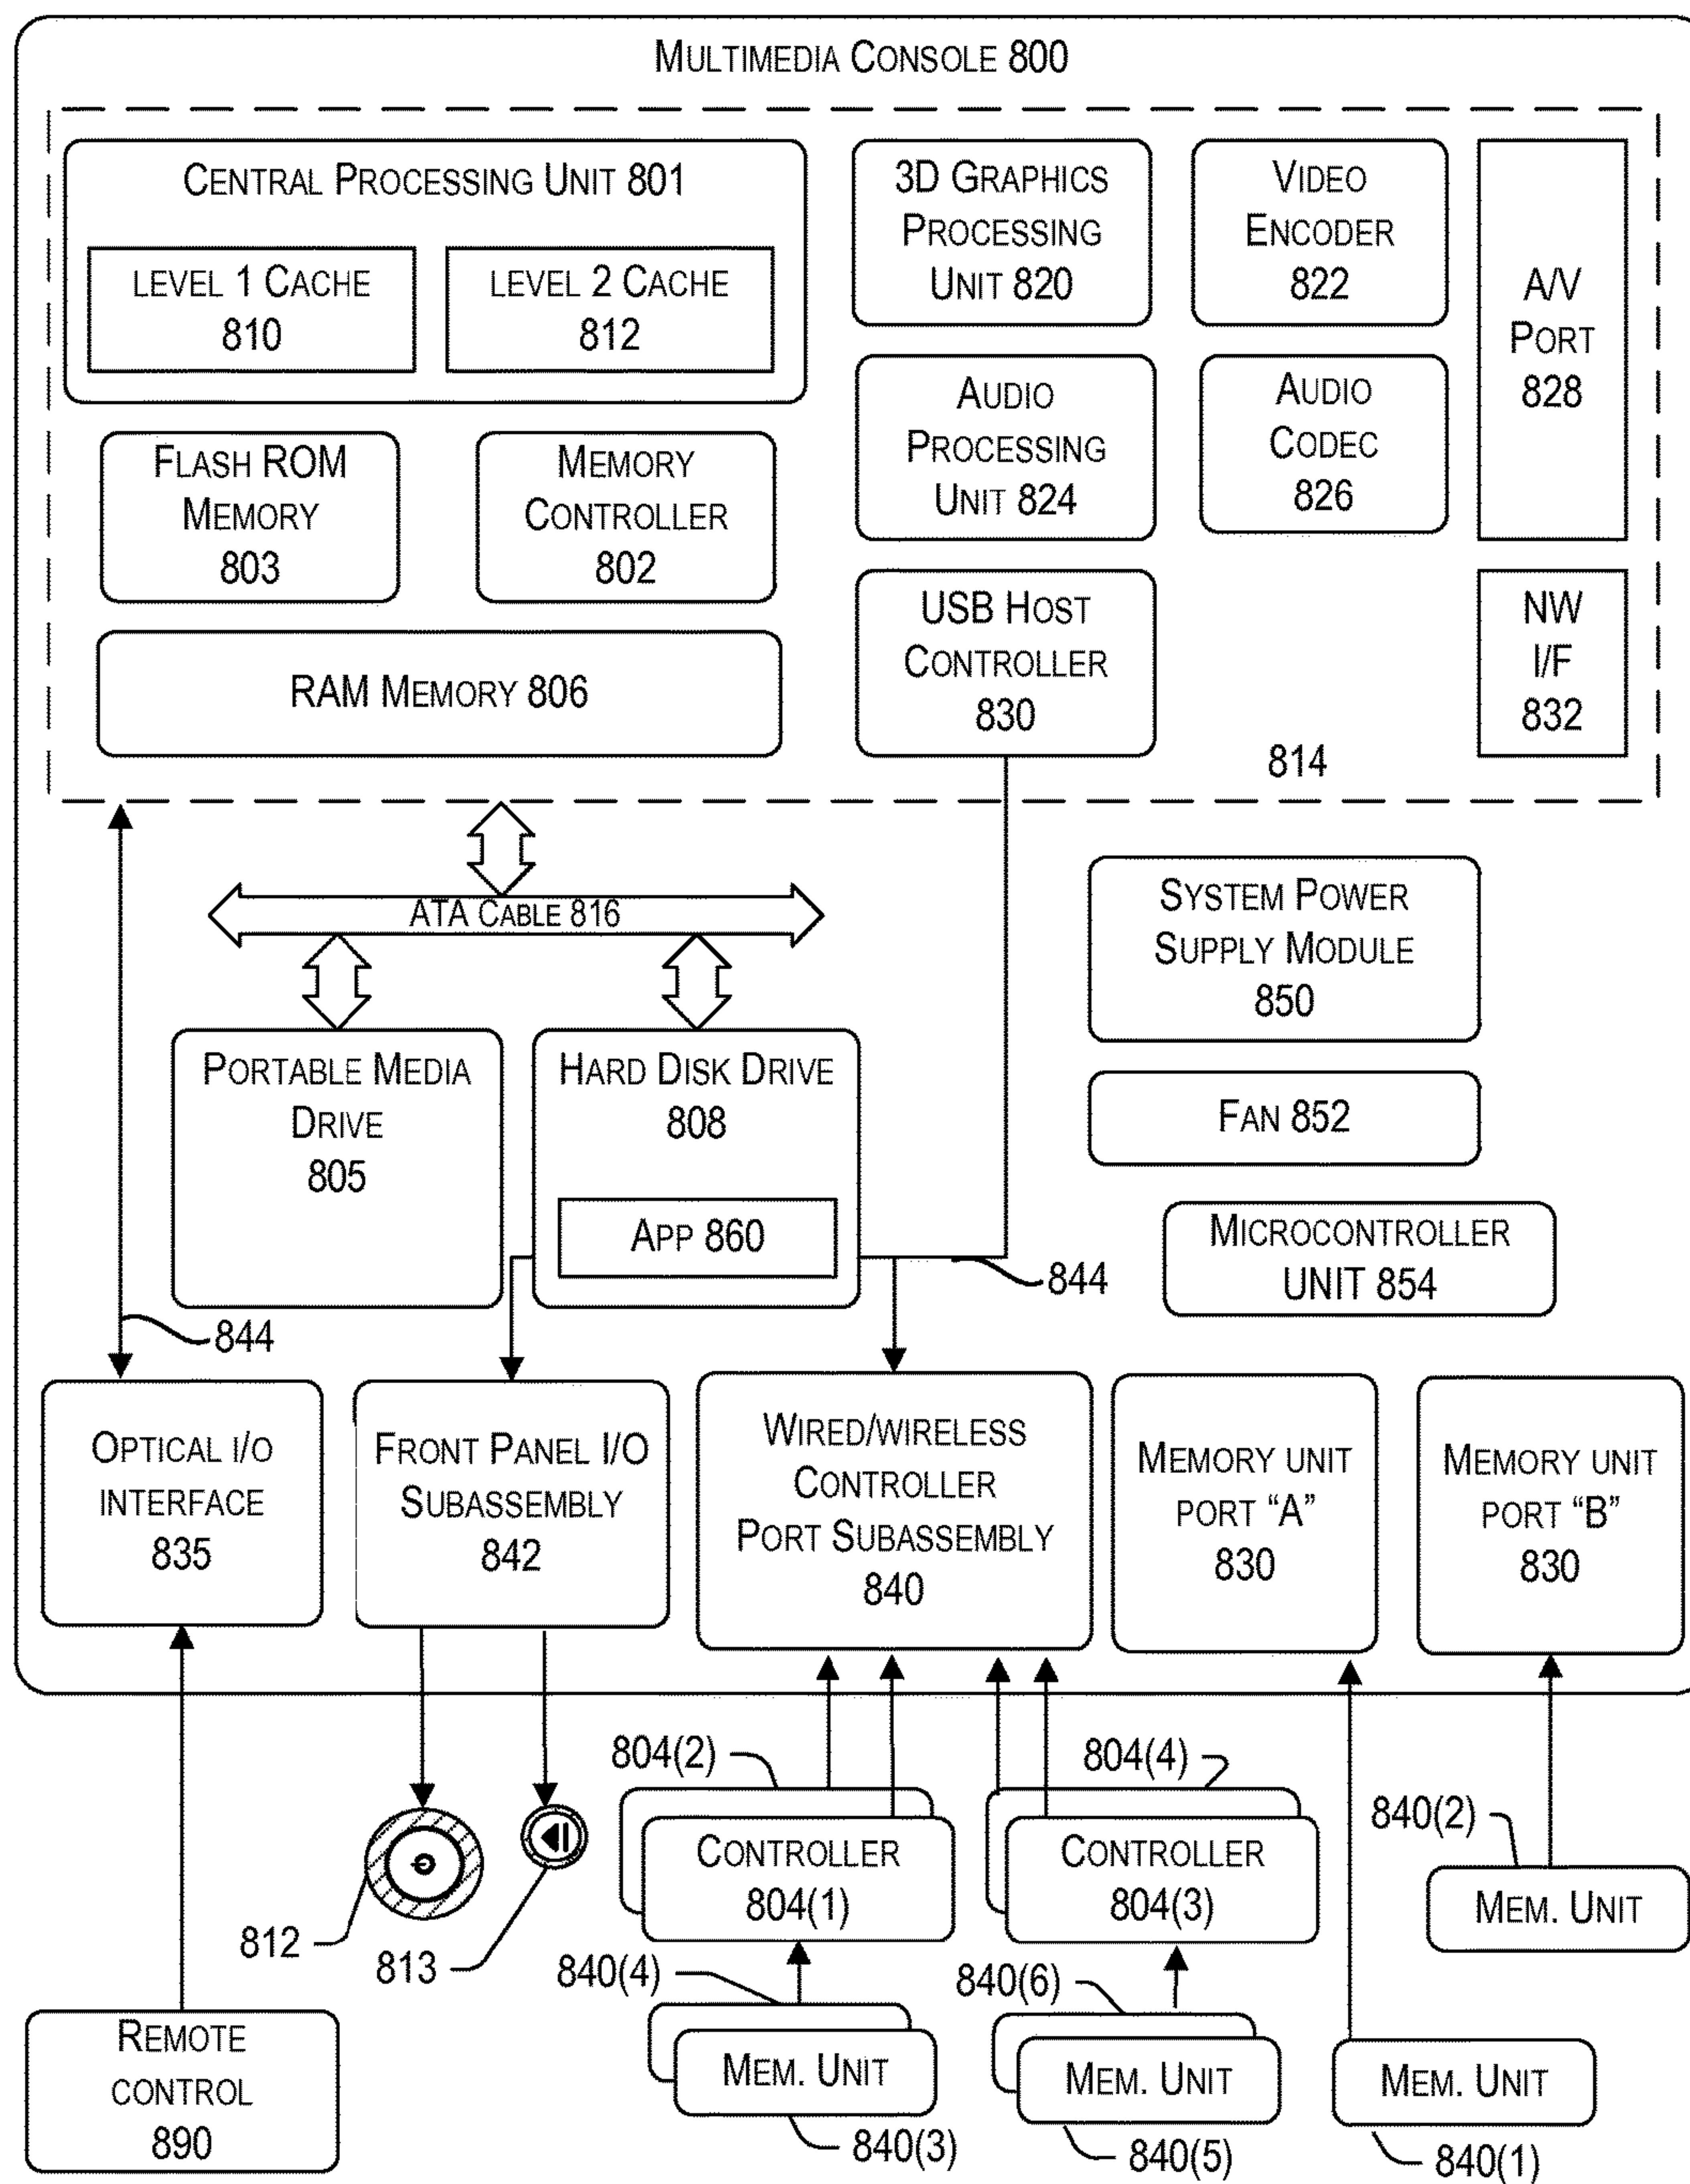 MULTIMEDIA CONSOLE 800
CENTRAL PROCESSING UNIT 801
LEVEL 1 CACHE
810
LEVEL 2 CACHE
812
3D GRAPHICS
PROCESSING
UNIT 820
VIDEO
ENCODER
822
A/V
PORT
828
AUDIO
PROCESSING
UNIT 824
AUDIO
CODEC
826
FLASH ROM
MEMORY
803
MEMORY
CONTROLLER
802
USB HOST
CONTROLLER
830
NW
I/F
832
RAM MEMORY 806
814
ATA CABLE 816
SYSTEM POWER
SUPPLY MODULE
850
PORTABLE MEDIA
DRIVE
805
HARD DISK DRIVE
808
APP 860
FAN 852
MICROCONTROLLER
UNIT 854
844
844
OPTICAL I/O
INTERFACE
835
FRONT PANEL I/O
SUBASSEMBLY
842
WIRED/WIRELESS
CONTROLLER
PORT SUBASSEMBLY
840
MEMORY UNIT
PORT “A”
830
MEMORY UNIT
PORT “B”
830
804(2)
804(4)
CONTROLLER
804(1)
CONTROLLER
804(3)
840(2)
MEM. UNIT
812
813
840(4)
840(6)
REMOTE
CONTROL
890
MEM. UNIT
840(3)
MEM. UNIT
840(5)
MEM. UNIT
840(1)